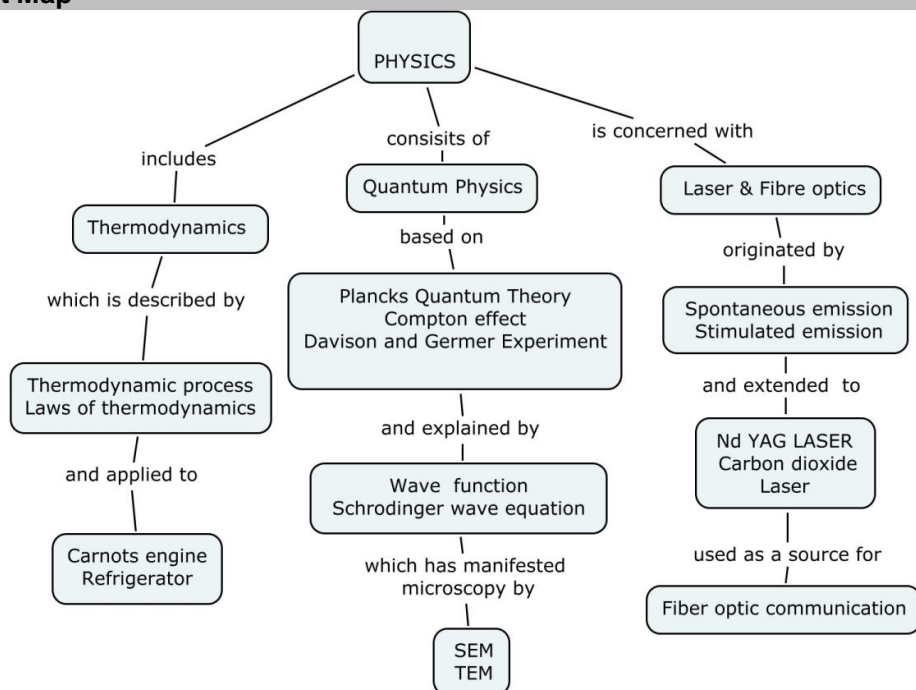 t Map
PHYSICS
includes
consisits of
is concerned with
Thermodynamics
Quantum Physics
Laser & Fibre optics
which is described by
based on
originated by
Thermodynamic process
Laws of thermodynamics
Plancks Quantum Theory
Compton effect
Davison and Germer Experiment
Spontaneous emission
Stimulated emission
and applied to
and explained by
and extended to
Carnots engine
Refrigerator
Wave function
Schrodinger wave equation
Nd YAG LASER
Carbon dioxide
Laser
which has manifested
microscopy by
used as a source for
SEM
TEM
Fiber optic communication